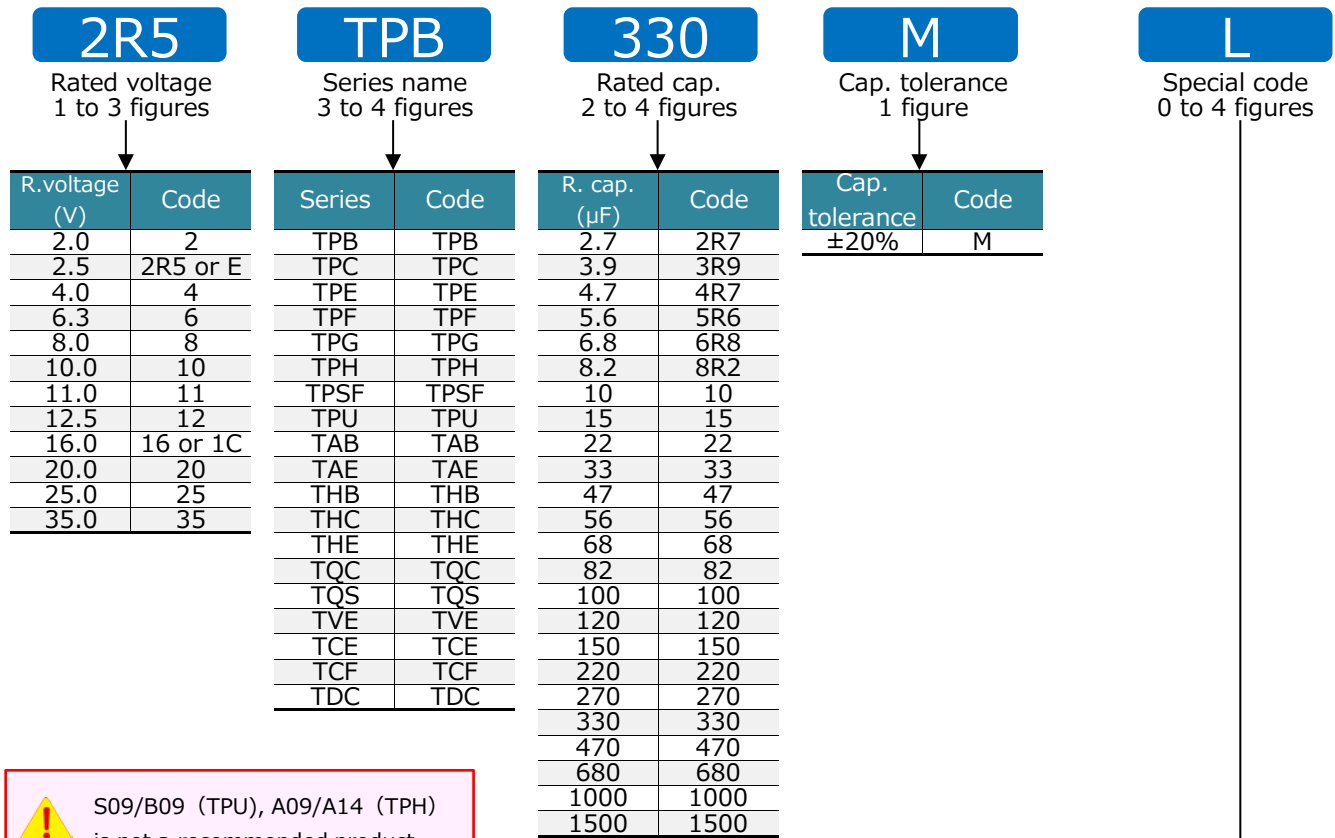 2R5 TPB 330 M L
Rated voltage Series name Rated cap. Cap. tolerance Special code
1 to 3 figures 3 to 4 figures 2 to 4 figures 1 figure 0 to 4 figures
R.voltage (V) Code
2.0 2
2.5 2R5 or E
4.0 4
6.3 6
8.0 8
10.0 10
11.0 11
12.5 12
16.0 16 or 1C
20.0 20
25.0 25
35.0 35
Series Code
TPB TPB
TPC TPC
TPE TPE
TPF TPF
TPG TPG
TPH TPH
TPSF TPSF
TPU TPU
TAB TAB
TAE TAE
THB THB
THC THC
THE THE
TQC TQC
TQS TQS
TVE TVE
TCE TCE
TCF TCF
TDC TDC
R. cap. (µF) Code
2.7 2R7
3.9 3R9
4.7 4R7
5.6 5R6
6.8 6R8
8.2 8R2
10 10
15 15
22 22
33 33
47 47
56 56
68 68
82 82
100 100
120 120
150 150
220 220
270 270
330 330
470 470
680 680
1000 1000
1500 1500
Cap. tolerance Code
±20% M
S09/B09（TPU), A09/A14（TPH）
is not a recommended product